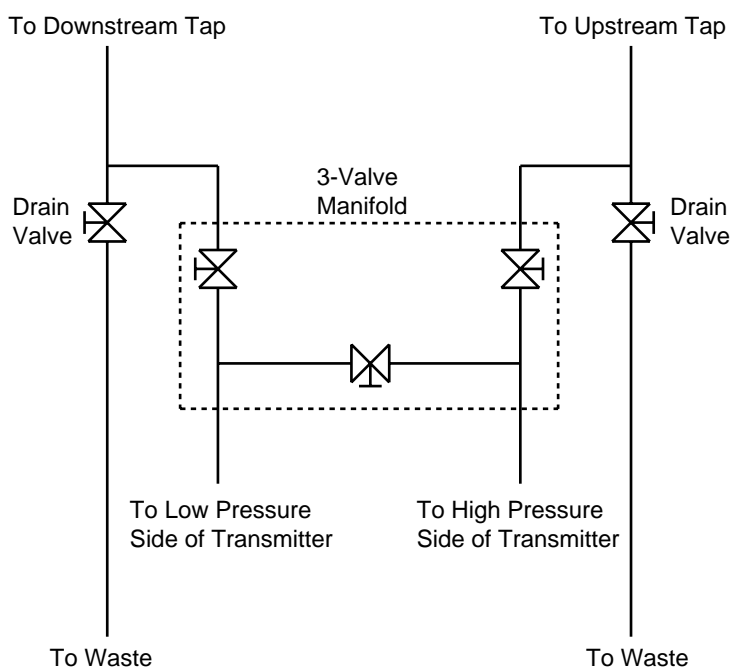 To Downstream Tap
To Upstream Tap
3-Valve
Manifold
Drain
Valve
Drain
Valve
To Low Pressure
Side of Transmitter
To High Pressure
Side of Transmitter
To Waste
To Waste